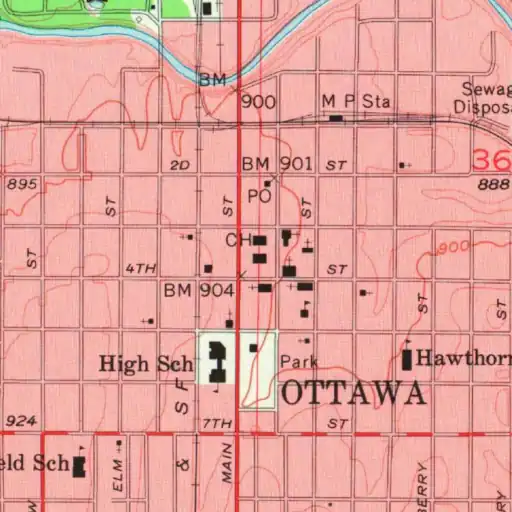 BM
900
M P Sta
Sewag
Disposa
2D
BM 901
ST
36
895
888
PO
ST
ST
ST
CH
900
ST
4TH
ST
BM 904
ST
ST
High Sch
Park
Hawthorn
OTTAWA
S F
924
7TH
ST
eld Sch
ELM
&
MAIN
BERRY
RY
W